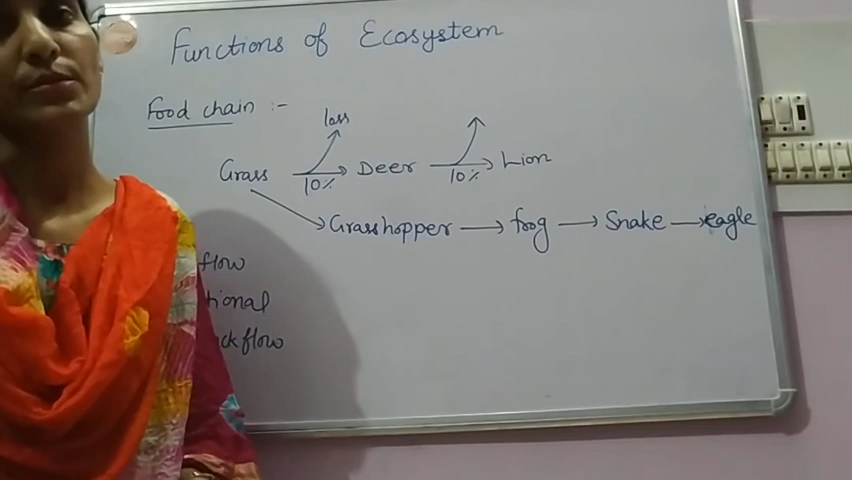 Functions of Ecosystem
Food chain :-
loss
Grass → Deer → Lion
10% 10%
Grasshopper → frog → Snake → eagle
flow
tional
ck flow